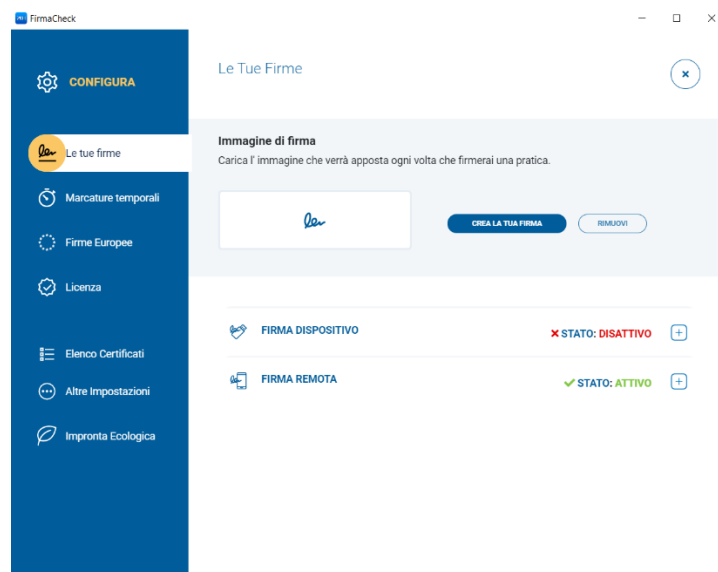 FirmaCheck
CONFIGURA
Le tue firme
Marcature temporali
Firme Europee
Licenza
Elenco Certificati
Altre Impostazioni
Impronta Ecologica
Le Tue Firme
Immagine di firma
Carica l' immagine che verrà apposta ogni volta che firmerai una pratica.
CREA LA TUA FIRMA
RIMUOVI
FIRMA DISPOSITIVO
STATO: DISATTIVO
FIRMA REMOTA
STATO: ATTIVO